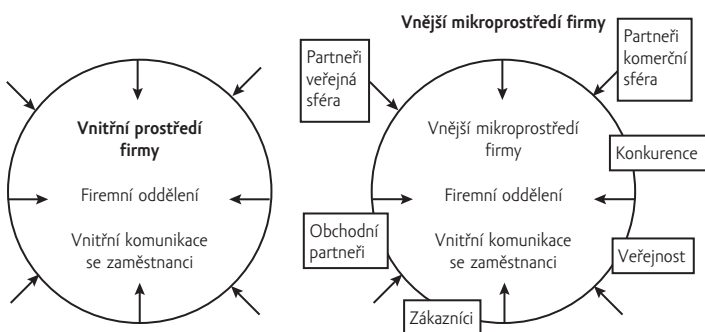 Vnější mikroprostředí firmy
Vnitřní prostředí
firmy
Firemní oddělení
Vnitřní komunikace
se zaměstnanci
Partneři
veřejná
sféra
Partneři
komerční
sféra
Vnější mikroprostředí
firmy
Konkurence
Firemní oddělení
Obchodní
partneři
Vnitřní komunikace
se zaměstnanci
Veřejnost
Zákazníci